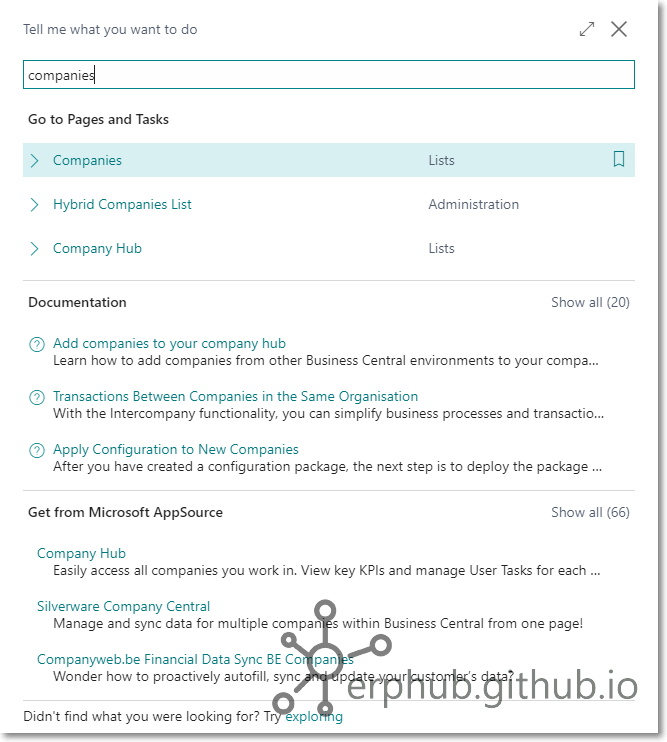 Tell me what you want to do
companies
Go to Pages and Tasks
Companies Lists
Hybrid Companies List Administration
Company Hub Lists
Documentation Show all (20)
Add companies to your company hub
Learn how to add companies from other Business Central environments to your compa...
Transactions Between Companies in the Same Organisation
With the Intercompany functionality, you can simplify business processes and transactio...
Apply Configuration to New Companies
After you have created a configuration package, the next step is to deploy the package ...
Get from Microsoft AppSource Show all (66)
Company Hub
Easily access all companies you work in. View key KPIs and manage User Tasks for each ...
Silverware Company Central
Manage and sync data for multiple companies within Business Central from one page!
Companyweb.be Financial Data Sync BE Companies
Wonder how to proactively autofill, sync and update your customer's data?
erphub.github.io
Didn't find what you were looking for? Try exploring